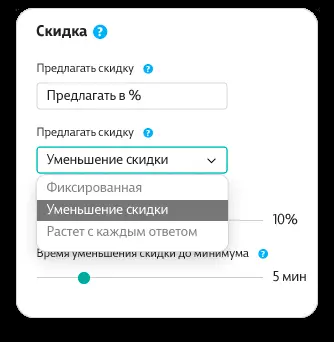 Скидка ?
Предлагать скидку ?
Предлагать в %
Предлагать скидку ?
Уменьшение скидки
Фиксированная
Уменьшение скидки
Растет с каждым ответом
10%
Время уменьшения скидки до минимума ?
5 мин